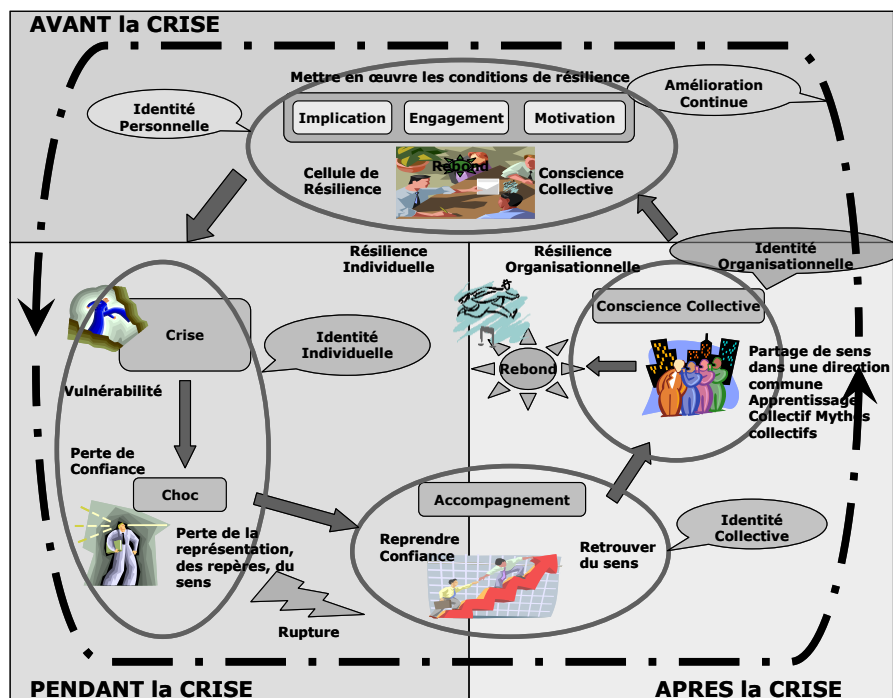 AVANT la CRISE
Mettre en œuvre les conditions de résilience
Amélioration
Continue
Identité
Personnelle
Implication
Engagement
Motivation
Cellule de
Résilience
Rebond
Conscience
Collective
Résilience
Individuelle
Résilience
Organisationnelle
Identité
Organisationnelle
Crise
Identité
Individuelle
Conscience Collective
Vulnérabilité
Rebond
Partage de sens
dans une direction
commune
Apprentissage
Collectif Mythes
collectifs
Perte de
Confiance
Choc
Accompagnement
Perte de la
représentation,
des repères, du
sens
Reprendre
Confiance
Retrouver
du sens
Identité
Collective
Rupture
PENDANT la CRISE
APRES la CRISE